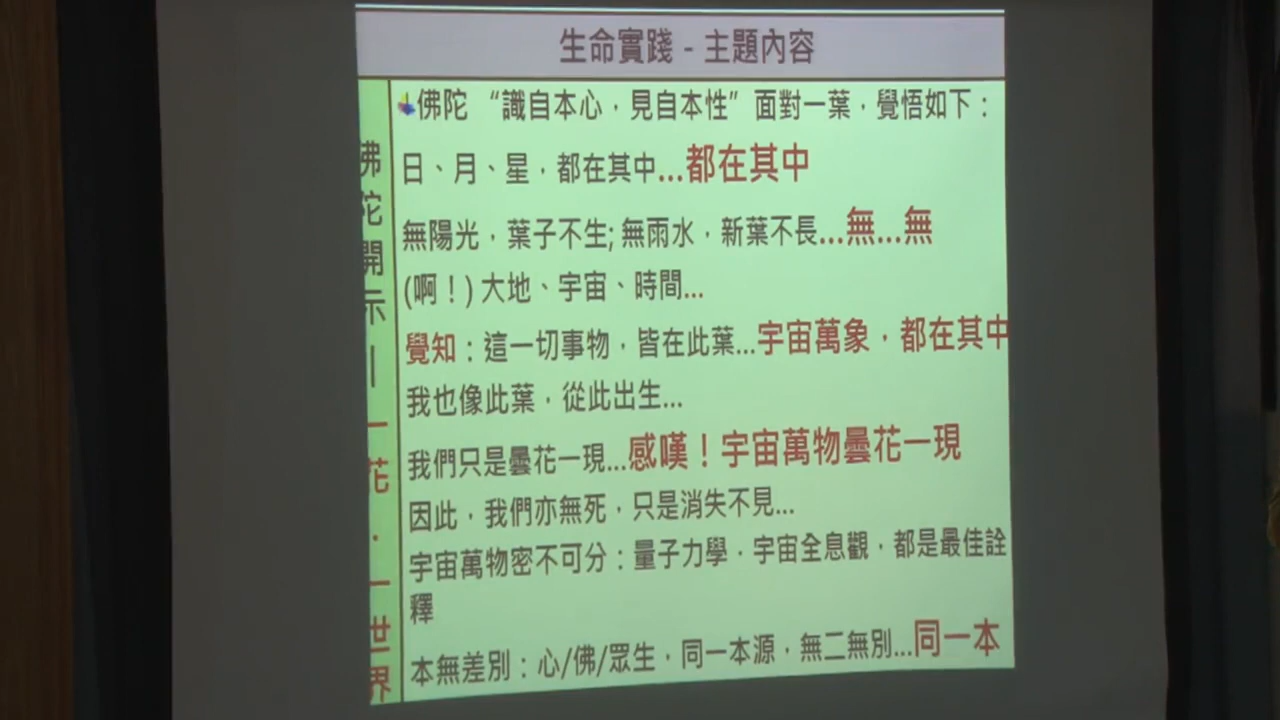 生命實踐 - 主題內容
佛陀開示 — 一花．一世界
佛陀 “識自本心，見自本性” 面對一葉，覺悟如下：
日、月、星，都在其中...都在其中
無陽光，葉子不生; 無雨水，新葉不長...無...無
(啊！) 大地、宇宙、時間...
覺知：這一切事物，皆在此葉...宇宙萬象，都在其中
我也像此葉，從此出生...
我們只是曇花一現...感嘆！宇宙萬物曇花一現
因此，我們亦無死，只是消失不見...
宇宙萬物密不可分：量子力學．宇宙全息觀，都是最佳詮
釋
本無差別：心/佛/眾生，同一本源，無二無別...同一本